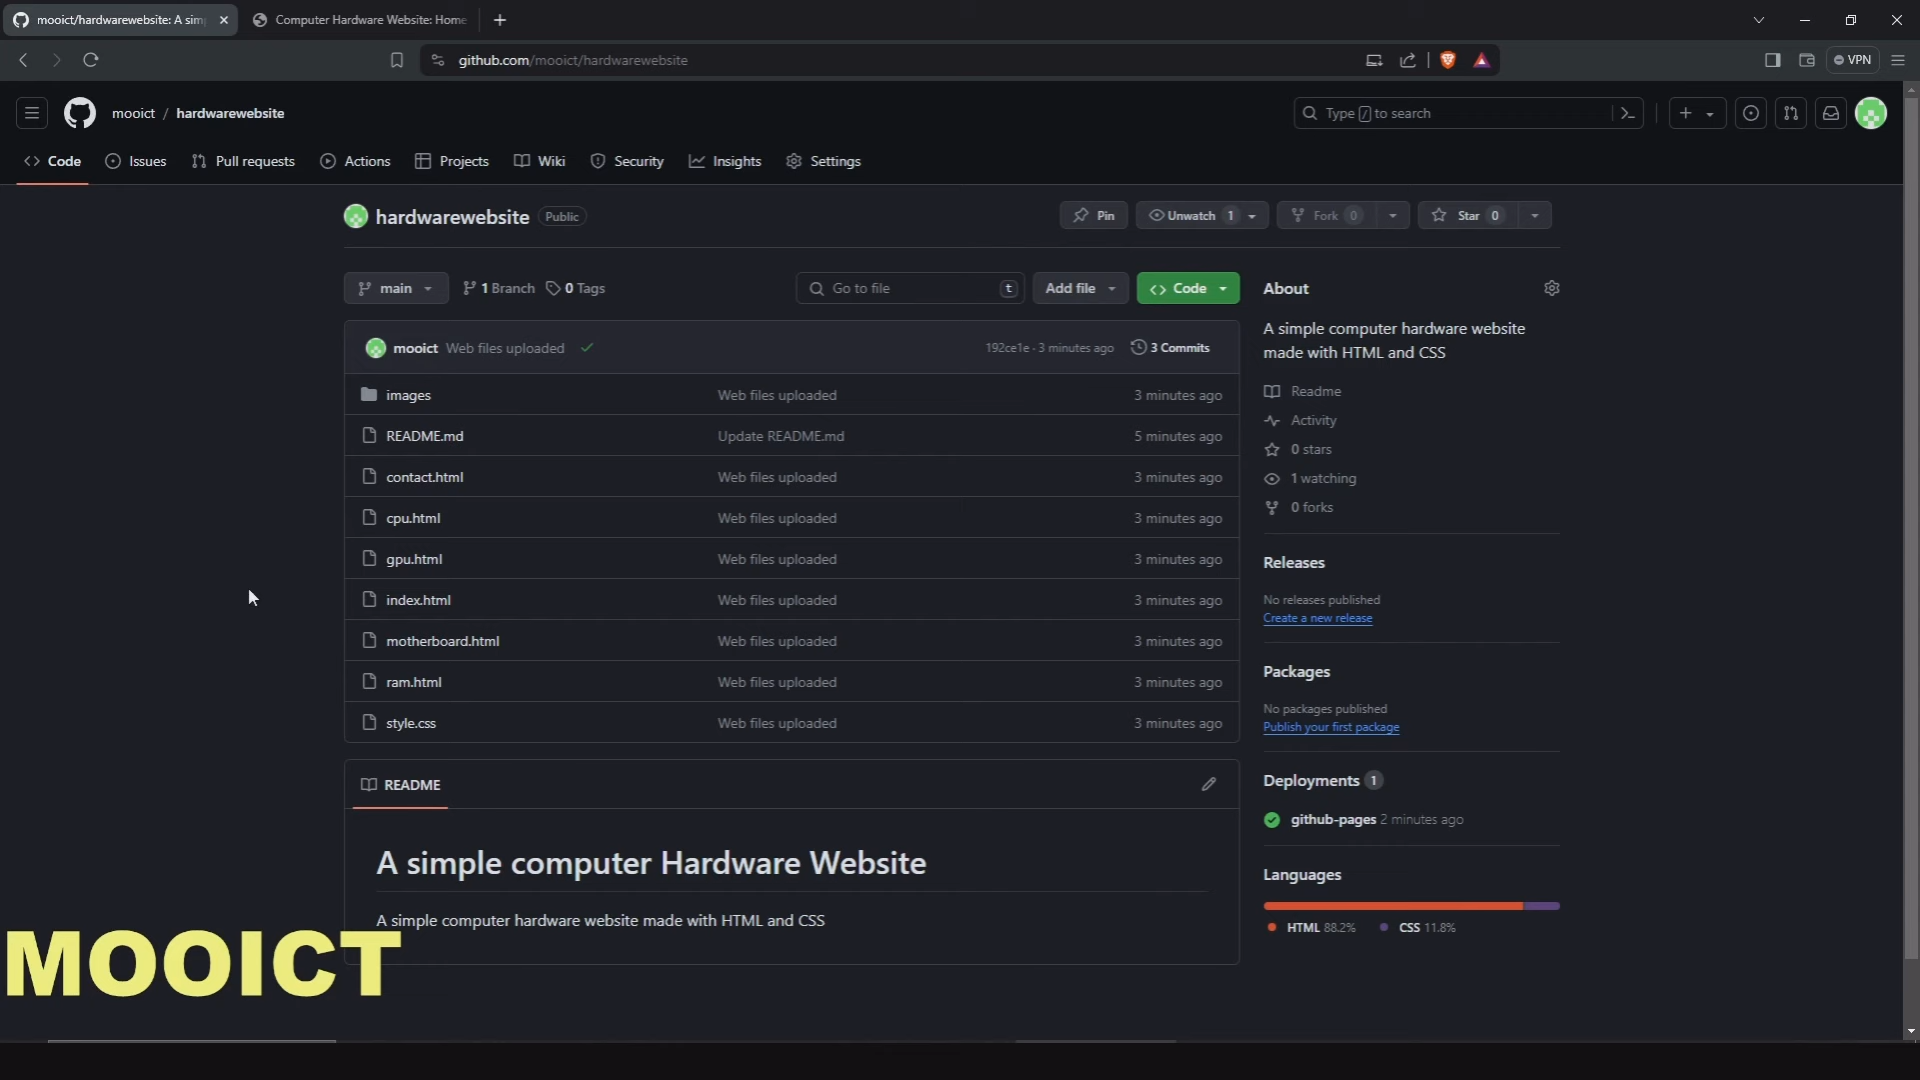 mooict/hardwarewebsite: A sim
Computer Hardware Website: Home
github.com/mooict/hardwarewebsite
VPN
mooict / hardwarewebsite
Type / to search
Code Issues Pull requests Actions Projects Wiki Security Insights Settings
hardwarewebsite Public
Pin Unwatch 1 Fork 0 Star 0
main 1 Branch 0 Tags Go to file t Add file Code
About
A simple computer hardware website
made with HTML and CSS
mooict Web files uploaded 192ce1e · 3 minutes ago 3 Commits
images Web files uploaded 3 minutes ago
README.md Update README.md 5 minutes ago
contact.html Web files uploaded 3 minutes ago
cpu.html Web files uploaded 3 minutes ago
gpu.html Web files uploaded 3 minutes ago
index.html Web files uploaded 3 minutes ago
motherboard.html Web files uploaded 3 minutes ago
ram.html Web files uploaded 3 minutes ago
style.css Web files uploaded 3 minutes ago
Readme
Activity
0 stars
1 watching
0 forks
Releases
No releases published
Create a new release
Packages
No packages published
Publish your first package
Deployments 1
github-pages 2 minutes ago
Languages
HTML 88.2% CSS 11.8%
README
A simple computer Hardware Website
A simple computer hardware website made with HTML and CSS
MOOICT